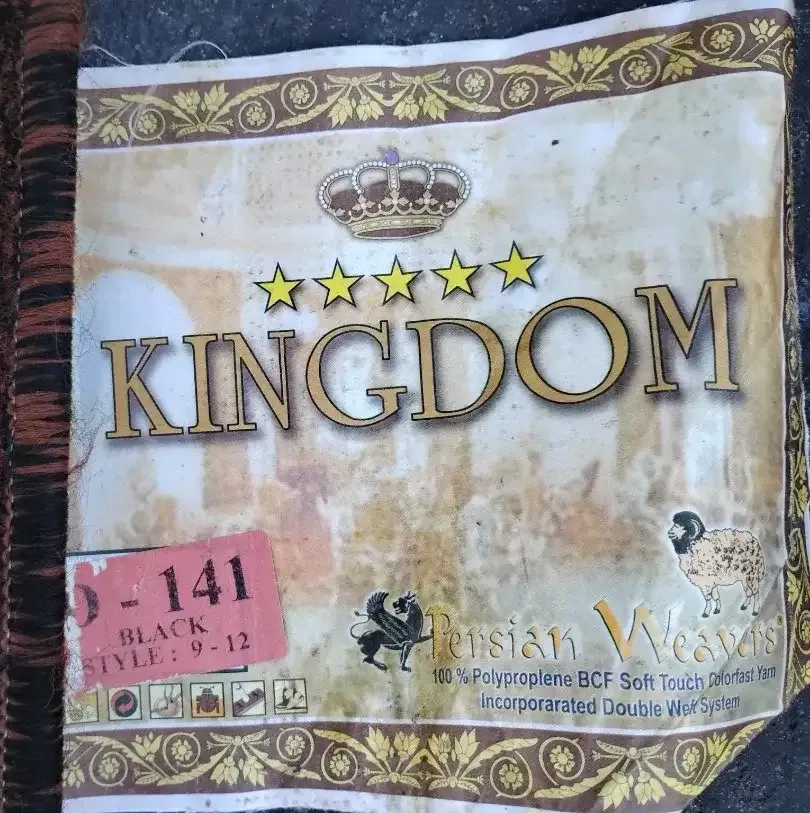 KINGDOM
- 141
BLACK
STYLE : 9 - 12
Persian Weavers
100 % Polyproplene BCF Soft Touch Colorfast Yarn
Incorporarated Double Weft System